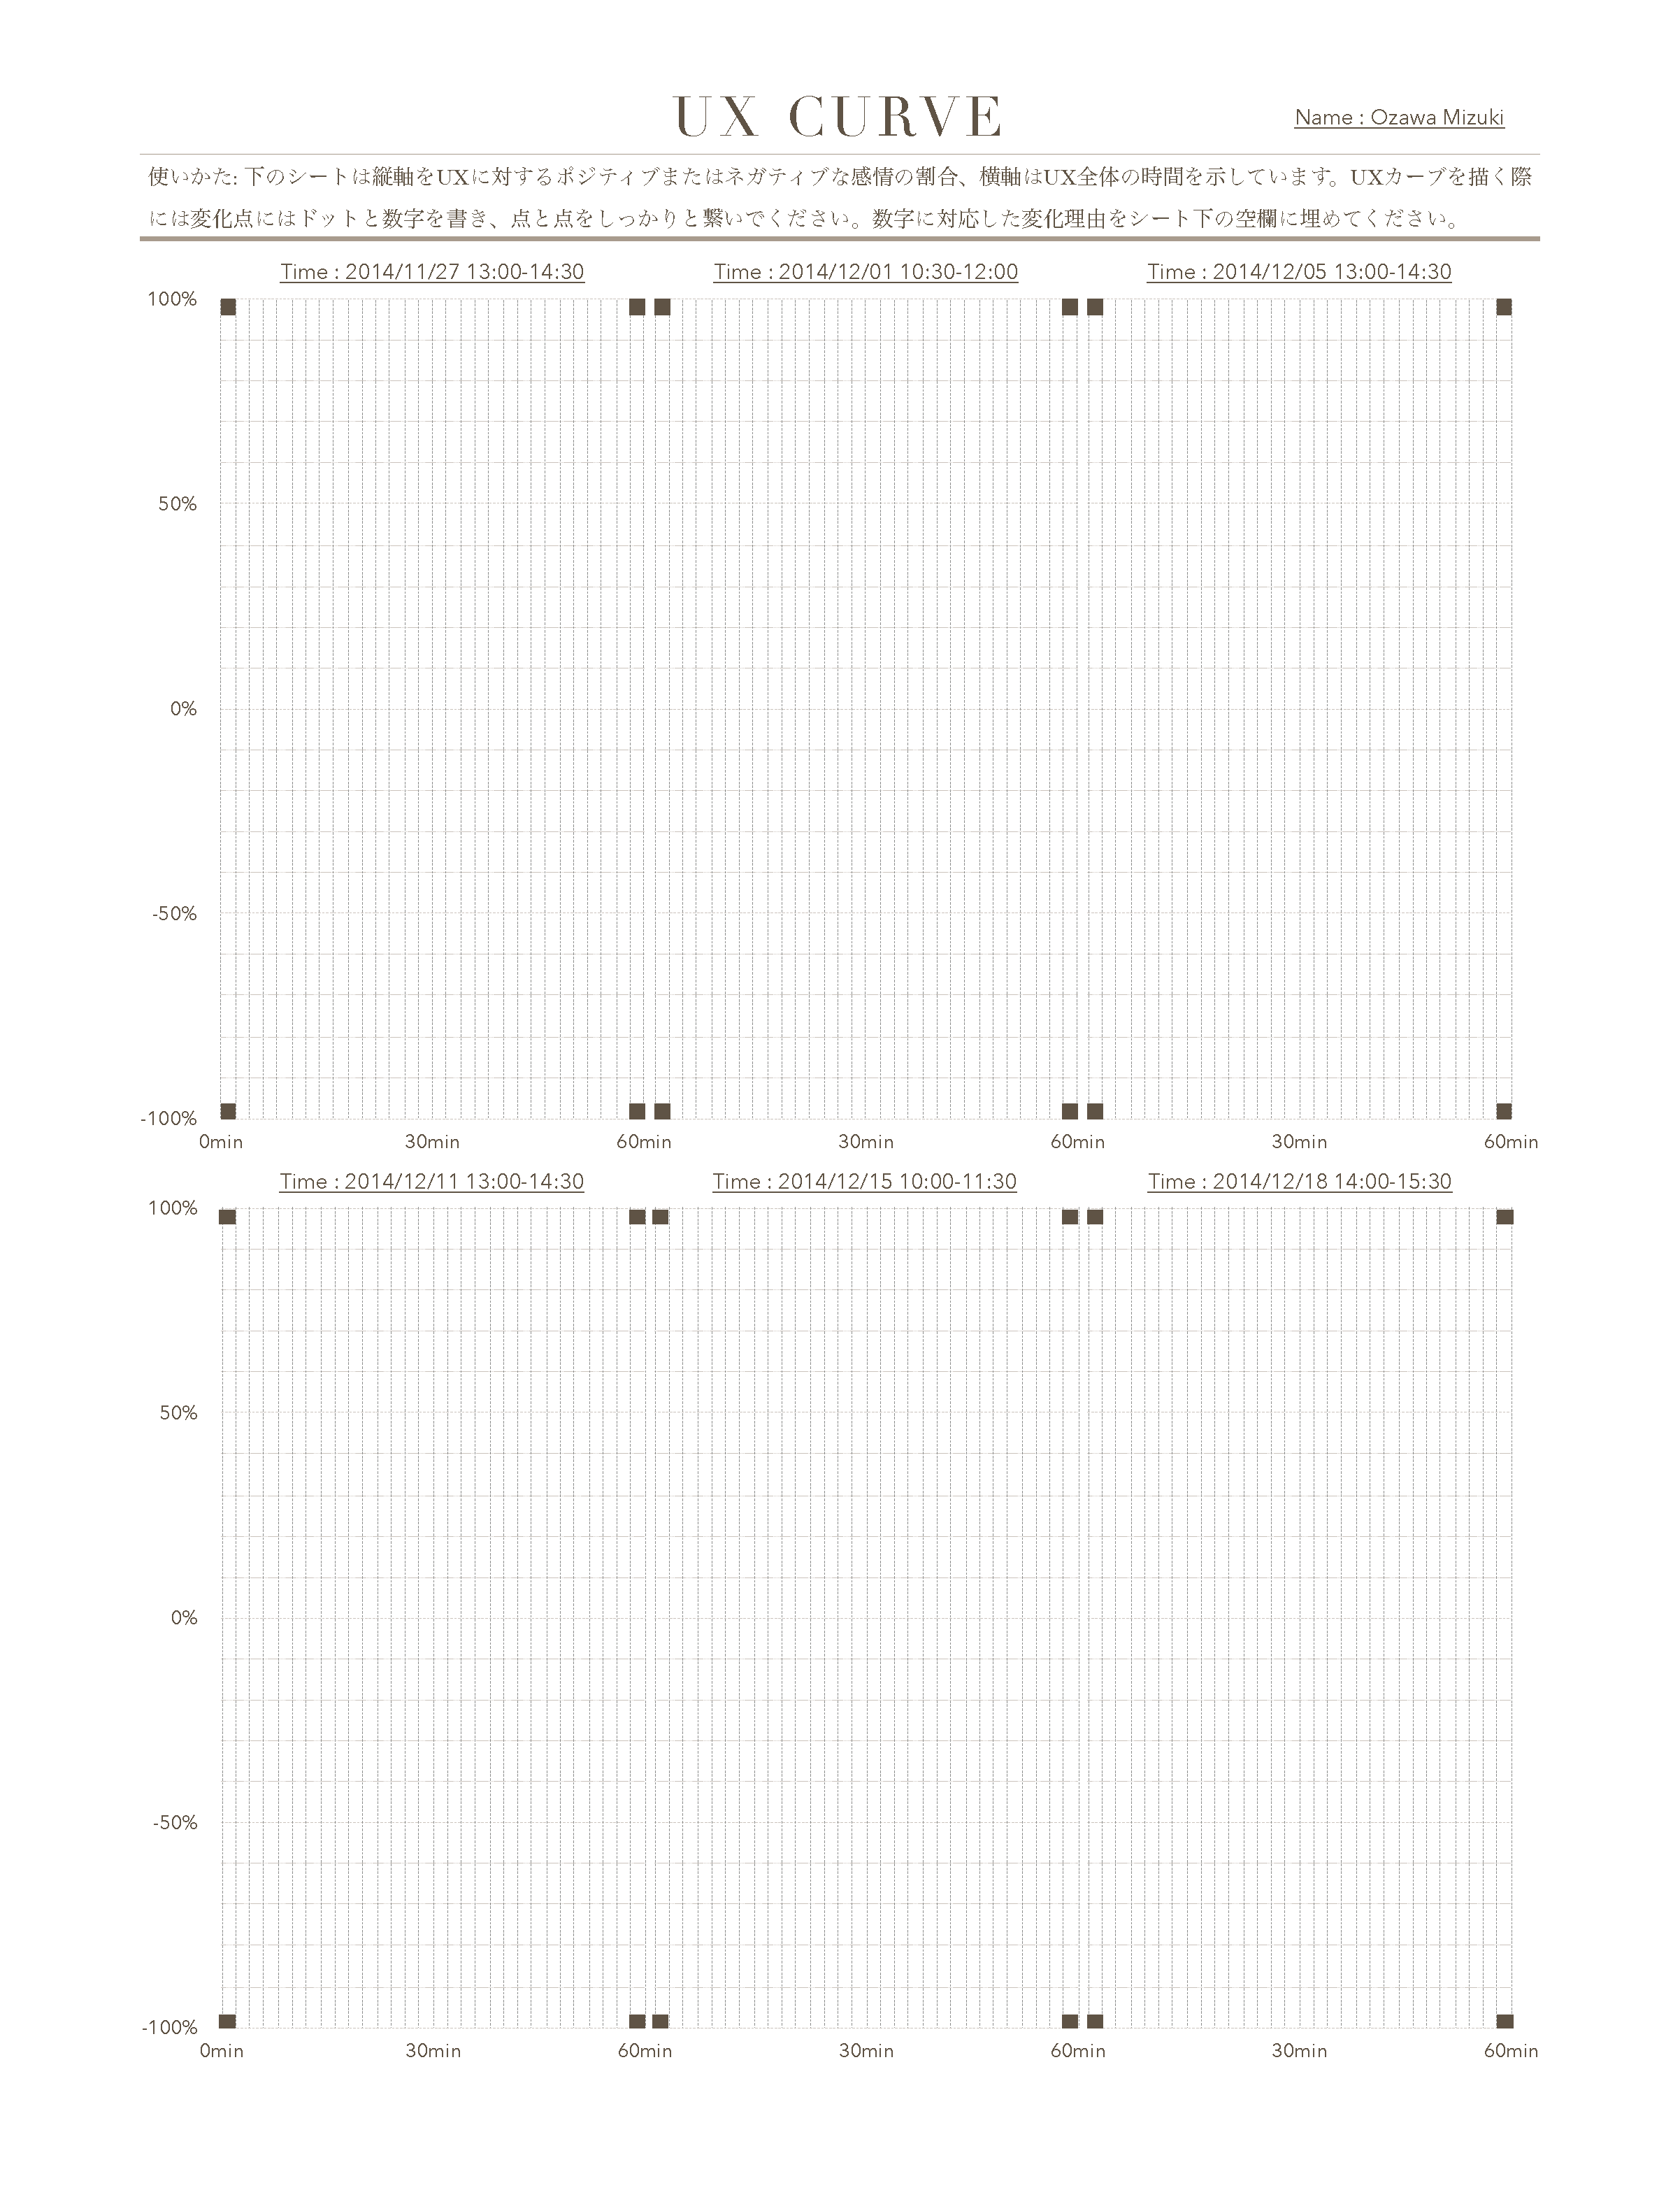 UX CURVE
Name : Ozawa Mizuki
使いかた: 下のシートは縦軸をUXに対するポジティブまたはネガティブな感情の割合、横軸はUX全体の時間を示しています。UXカーブを描く際
には変化点にはドットと数字を書き、点と点をしっかりと繋いでください。数字に対応した変化理由をシート下の空欄に埋めてください。
Time : 2014/11/27 13:00-14:30
Time : 2014/12/01 10:30-12:00
Time : 2014/12/05 13:00-14:30
100%
50%
0%
-50%
-100%
0min 30min 60min 30min 60min 30min 60min
Time : 2014/12/11 13:00-14:30
Time : 2014/12/15 10:00-11:30
Time : 2014/12/18 14:00-15:30
100%
50%
0%
-50%
-100%
0min 30min 60min 30min 60min 30min 60min